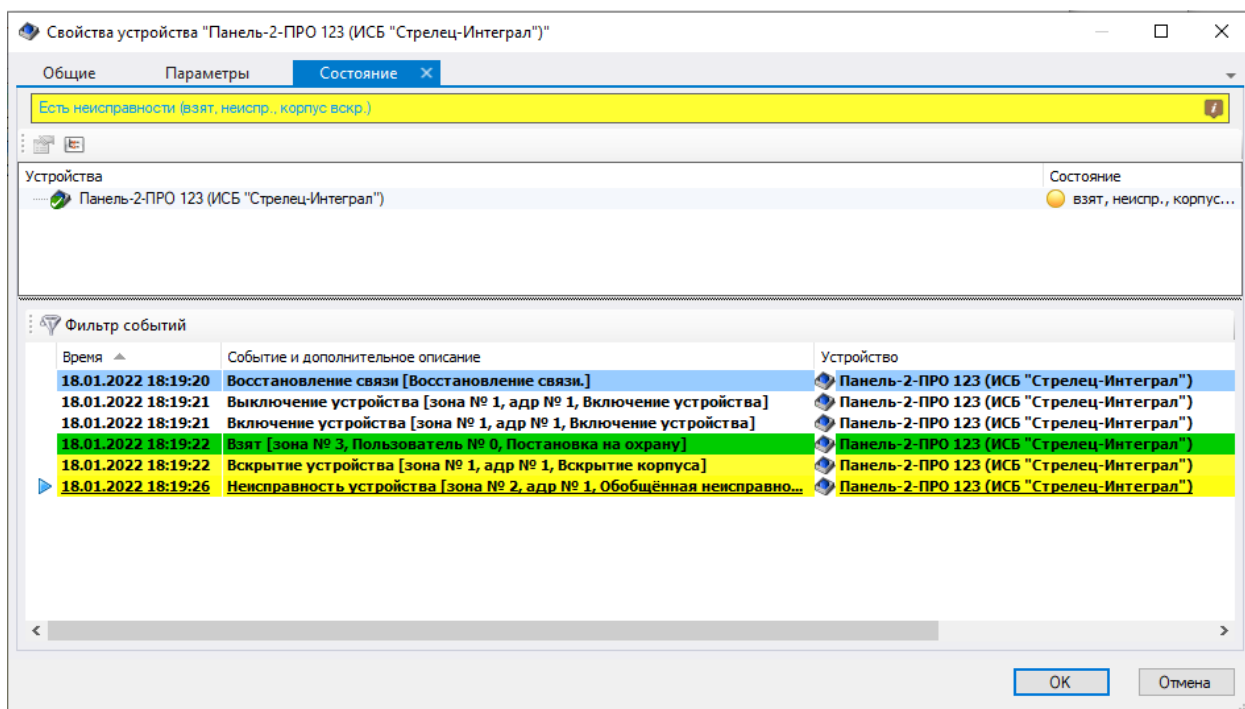 Свойства устройства "Панель-2-ПРО 123 (ИСБ "Стрелец-Интеграл")"
Общие Параметры Состояние
Есть неисправности (взят, неиспр., корпус вскр.)
Устройства Состояние
Панель-2-ПРО 123 (ИСБ "Стрелец-Интеграл") взят, неиспр., корпус...
Фильтр событий
Время Событие и дополнительное описание Устройство
18.01.2022 18:19:20 Восстановление связи [Восстановление связи.] Панель-2-ПРО 123 (ИСБ "Стрелец-Интеграл")
18.01.2022 18:19:21 Выключение устройства [зона № 1, адр № 1, Включение устройства] Панель-2-ПРО 123 (ИСБ "Стрелец-Интеграл")
18.01.2022 18:19:21 Включение устройства [зона № 1, адр № 1, Включение устройства] Панель-2-ПРО 123 (ИСБ "Стрелец-Интеграл")
18.01.2022 18:19:22 Взят [зона № 3, Пользователь № 0, Постановка на охрану] Панель-2-ПРО 123 (ИСБ "Стрелец-Интеграл")
18.01.2022 18:19:22 Вскрытие устройства [зона № 1, адр № 1, Вскрытие корпуса] Панель-2-ПРО 123 (ИСБ "Стрелец-Интеграл")
18.01.2022 18:19:26 Неисправность устройства [зона № 2, адр № 1, Обобщённая неисправно... Панель-2-ПРО 123 (ИСБ "Стрелец-Интеграл")
OK Отмена